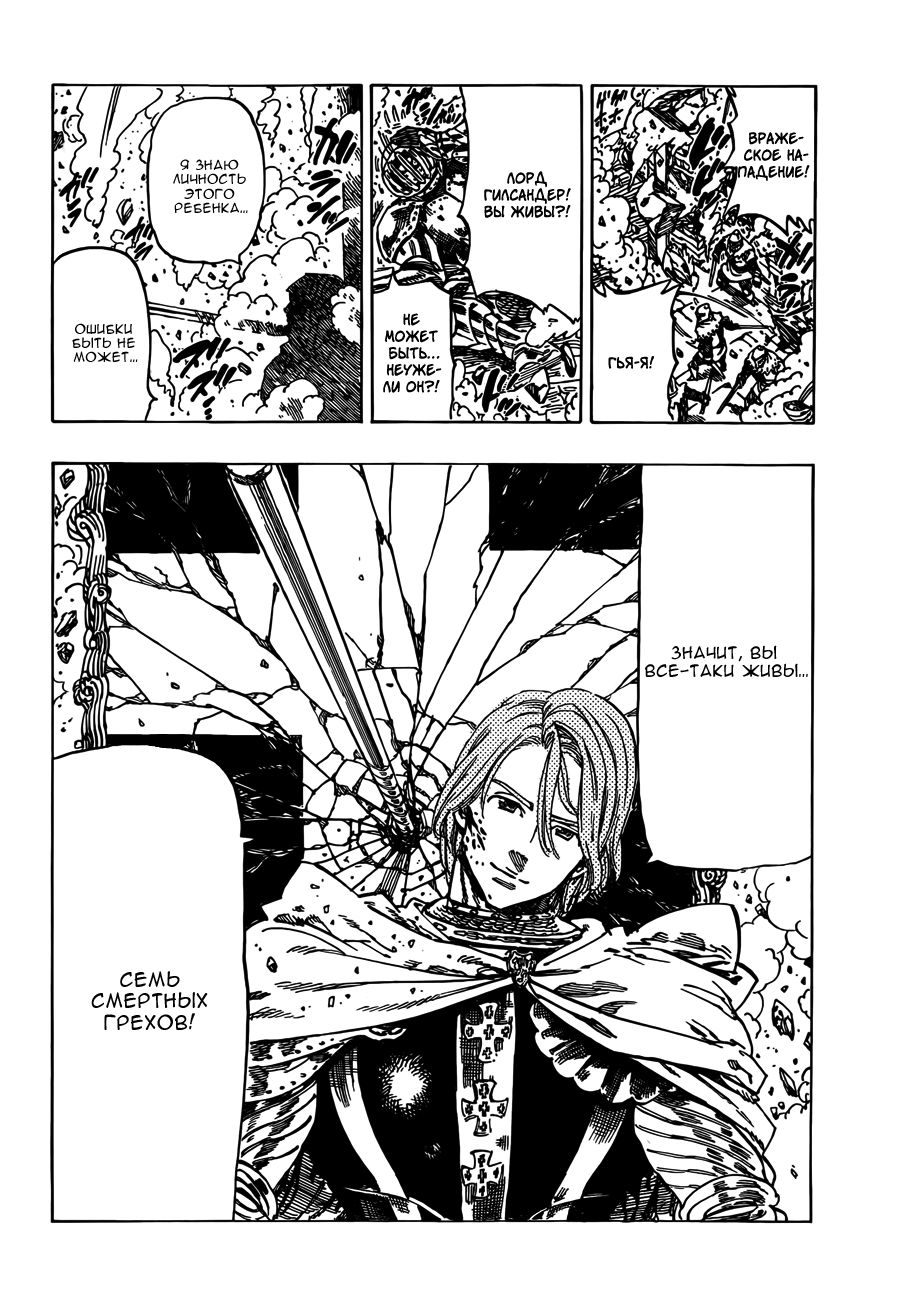 ВРАЖЕ-
СКОЕ НА-
ПАДЕНИЕ!
ГЬЯ-Я!
ЛОРД
ГИЛСАНДЕР!
ВЫ ЖИВЫ?!
НЕ
МОЖЕТ
БЫТЬ...
НЕУЖЕ-
ЛИ ОН?!
Я ЗНАЮ
ЛИЧНОСТЬ
ЭТОГО
РЕБЕНКА...
ОШИБКИ
БЫТЬ НЕ
МОЖЕТ...
ЗНАЧИТ, ВЫ
ВСЕ-ТАКИ ЖИВЫ...
СЕМЬ
СМЕРТНЫХ
ГРЕХОВ!